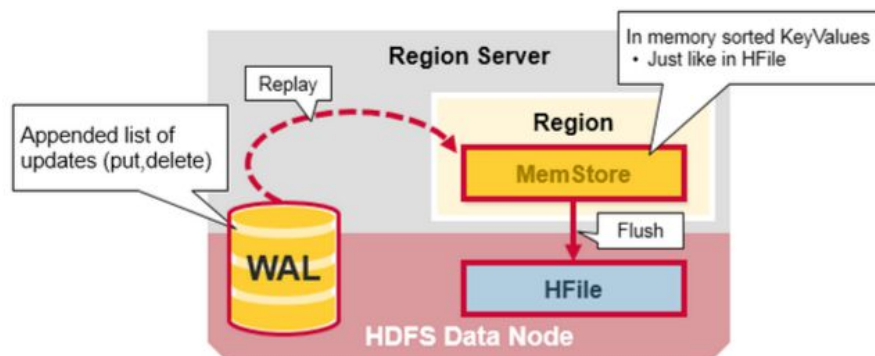 In memory sorted KeyValues
• Just like in HFile
Region Server
Replay
Appended list of
updates (put,delete)
Region
MemStore
Flush
WAL
HFile
HDFS Data Node